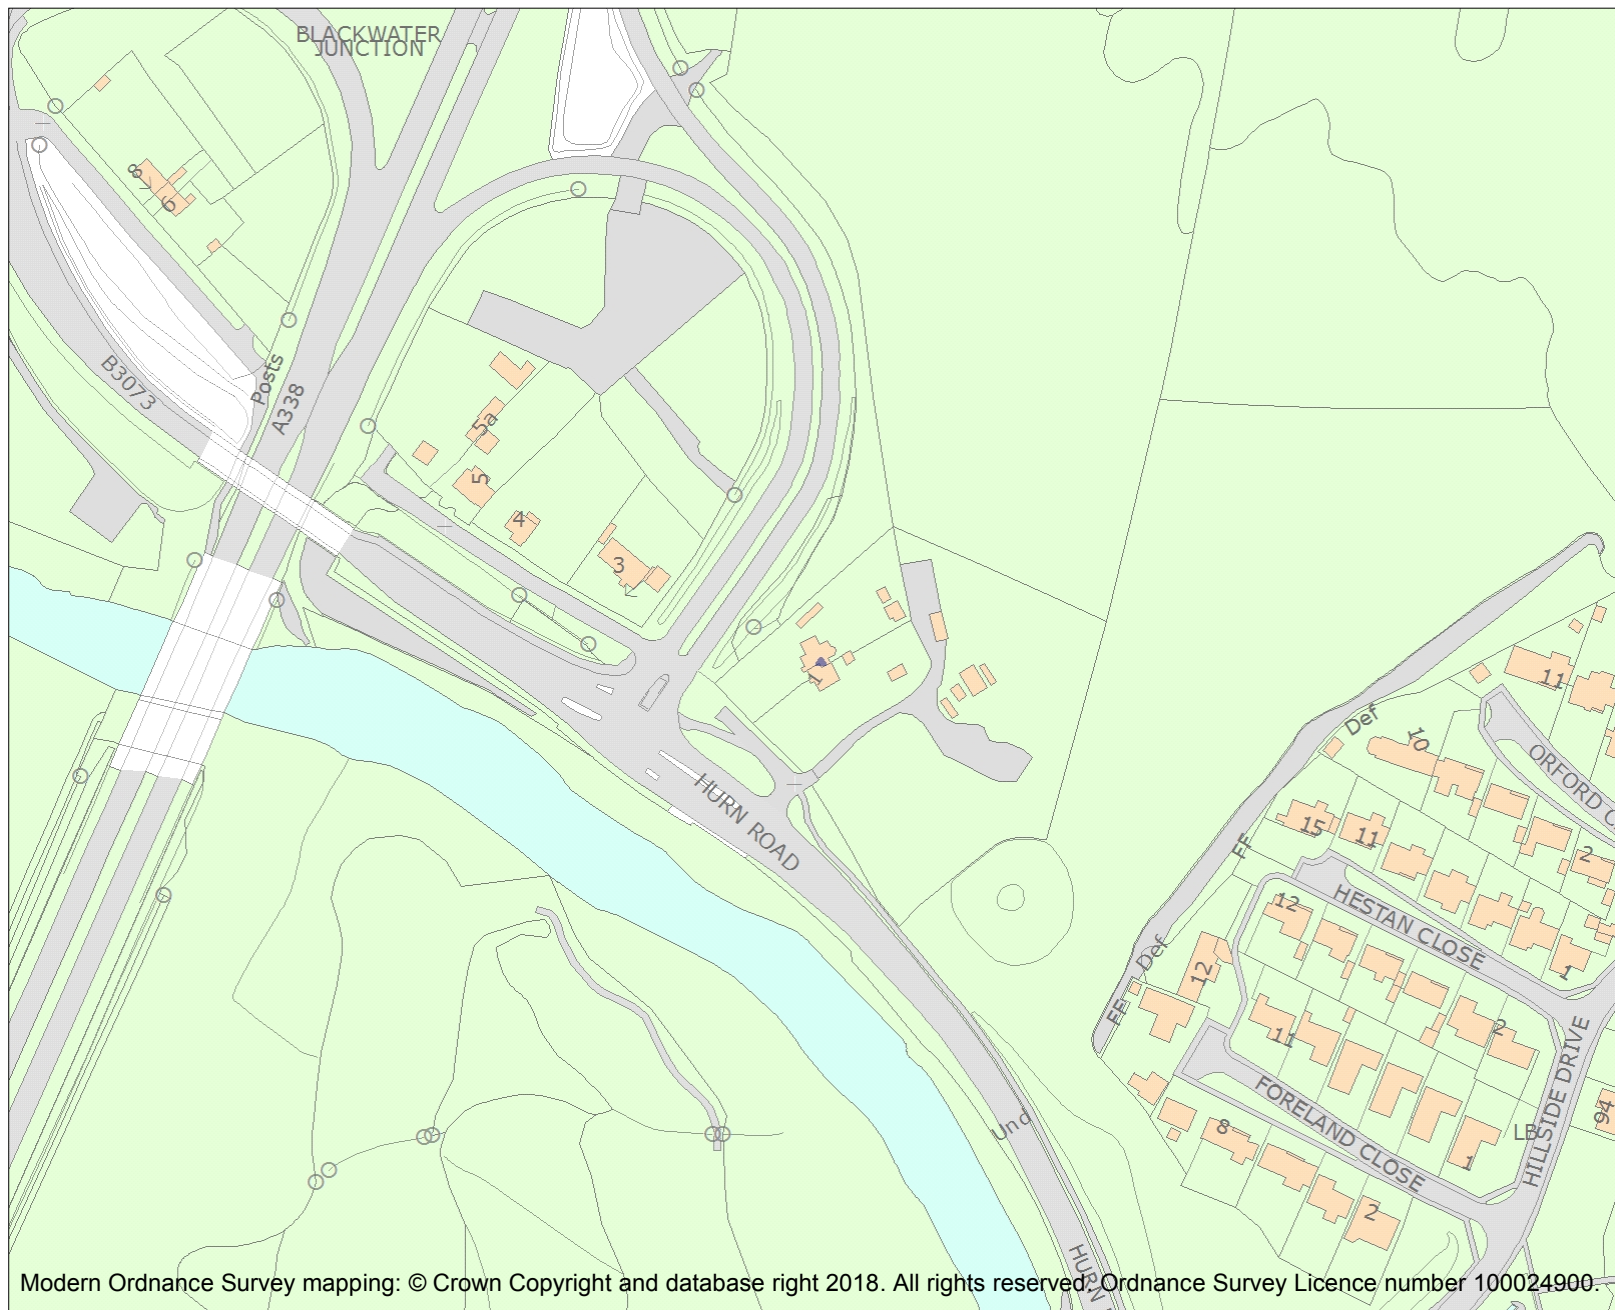 BLACKWATER
JUNCTION
8
6
B3073
Posts
A338
5a
5
4
3
1
HURN ROAD
Def
11
10
ORFORD C
15
11
2
FF
HESTAN CLOSE
12
1
Def
12
FF
11
2
HILLSIDE DRIVE
FORELAND CLOSE
94
LB
Und
8
1
2
HURN
Modern Ordnance Survey mapping: © Crown Copyright and database right 2018. All rights reserved. Ordnance Survey Licence number 100024900.